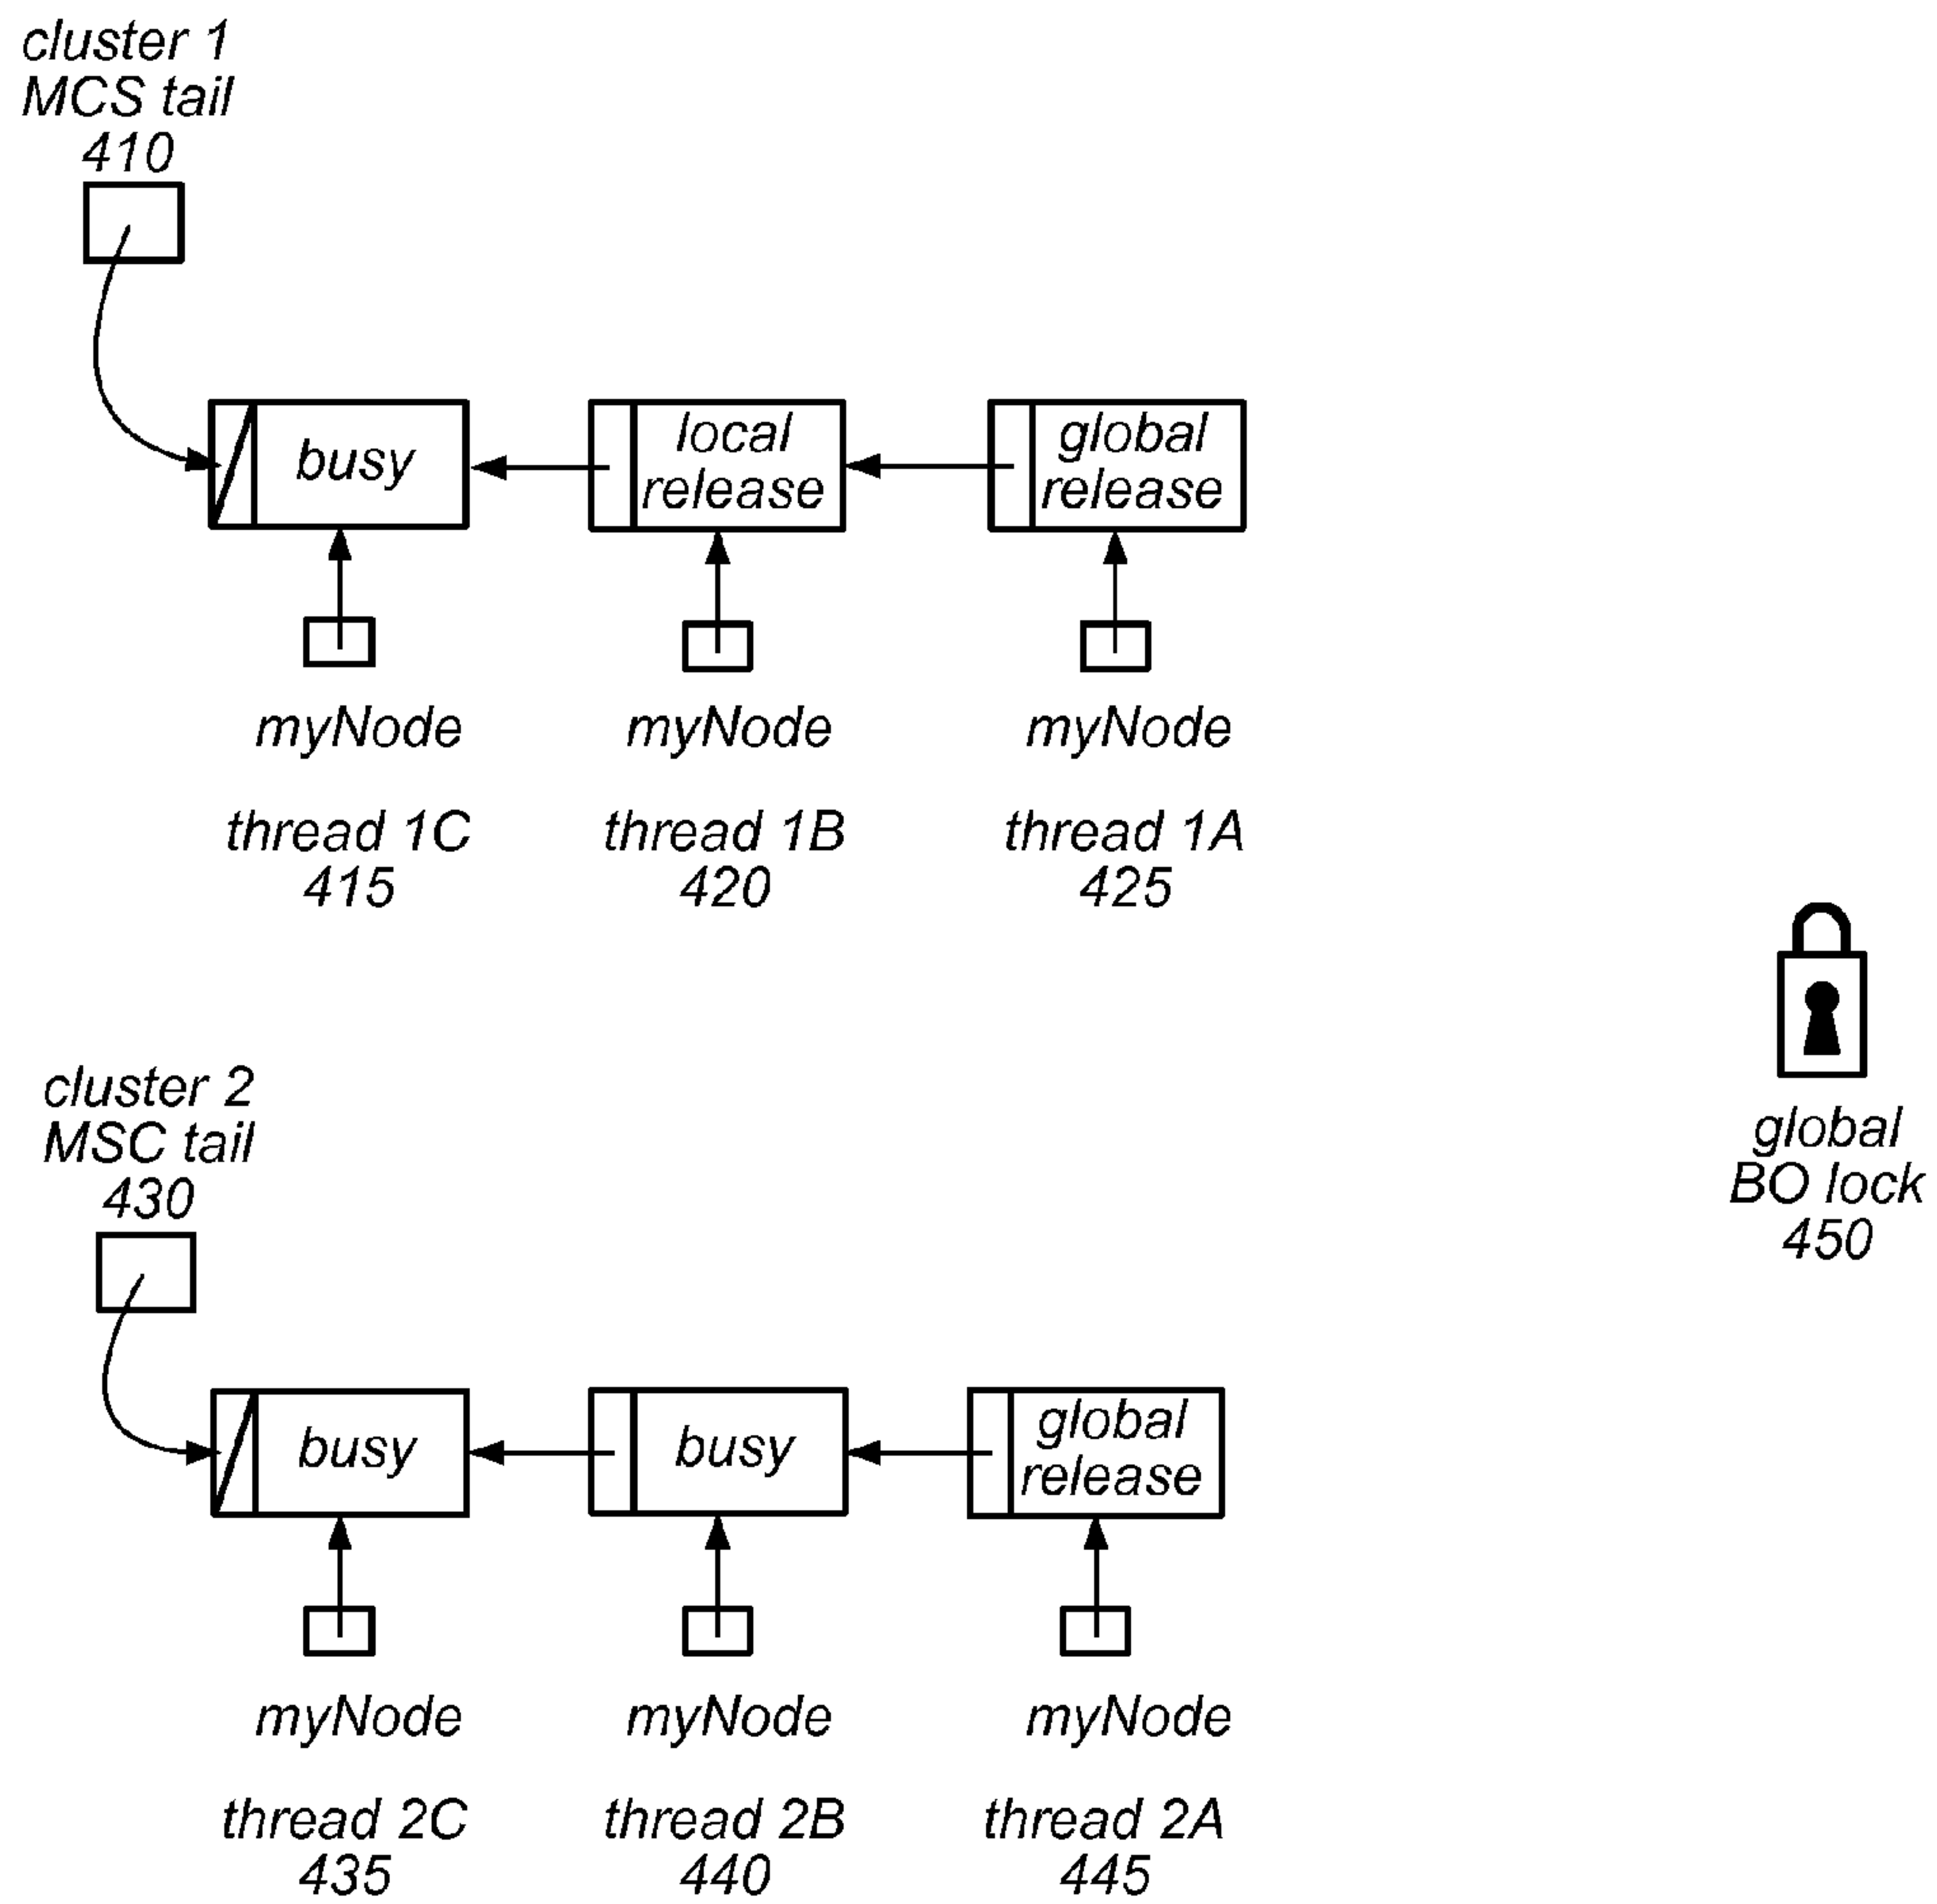 cluster 1
MCS tail
410
busy
local
release
global
release
myNode
myNode
myNode
thread 1C
415
thread 1B
420
thread 1A
425
global
BO lock
450
cluster 2
MSC tail
430
busy
busy
global
release
myNode
myNode
myNode
thread 2C
435
thread 2B
440
thread 2A
445